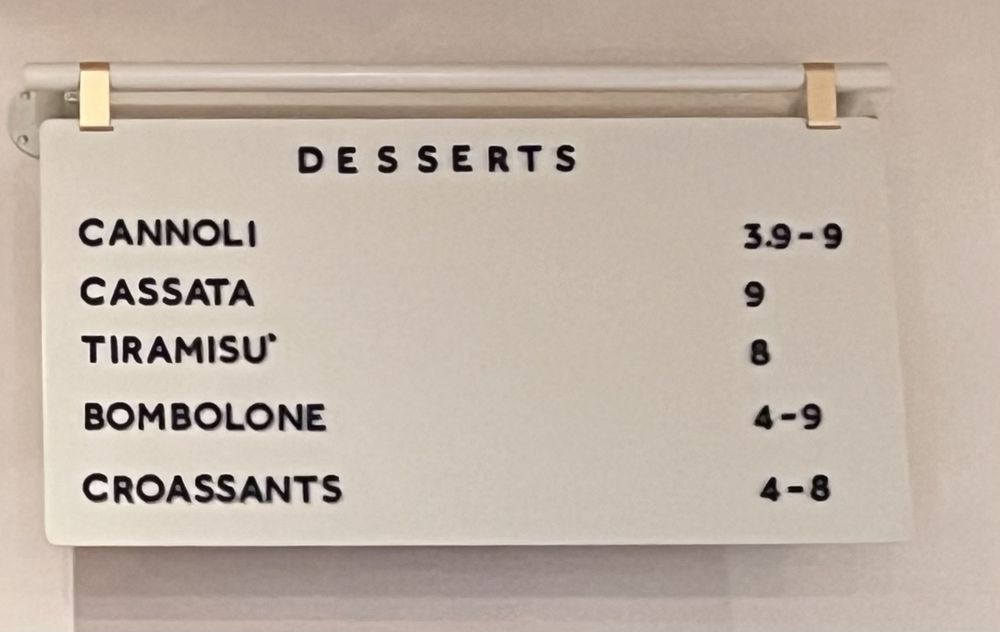 DESSERTS
CANNOLI 3.9-9
CASSATA 9
TIRAMISU' 8
BOMBOLONE 4-9
CROASSANTS 4-8